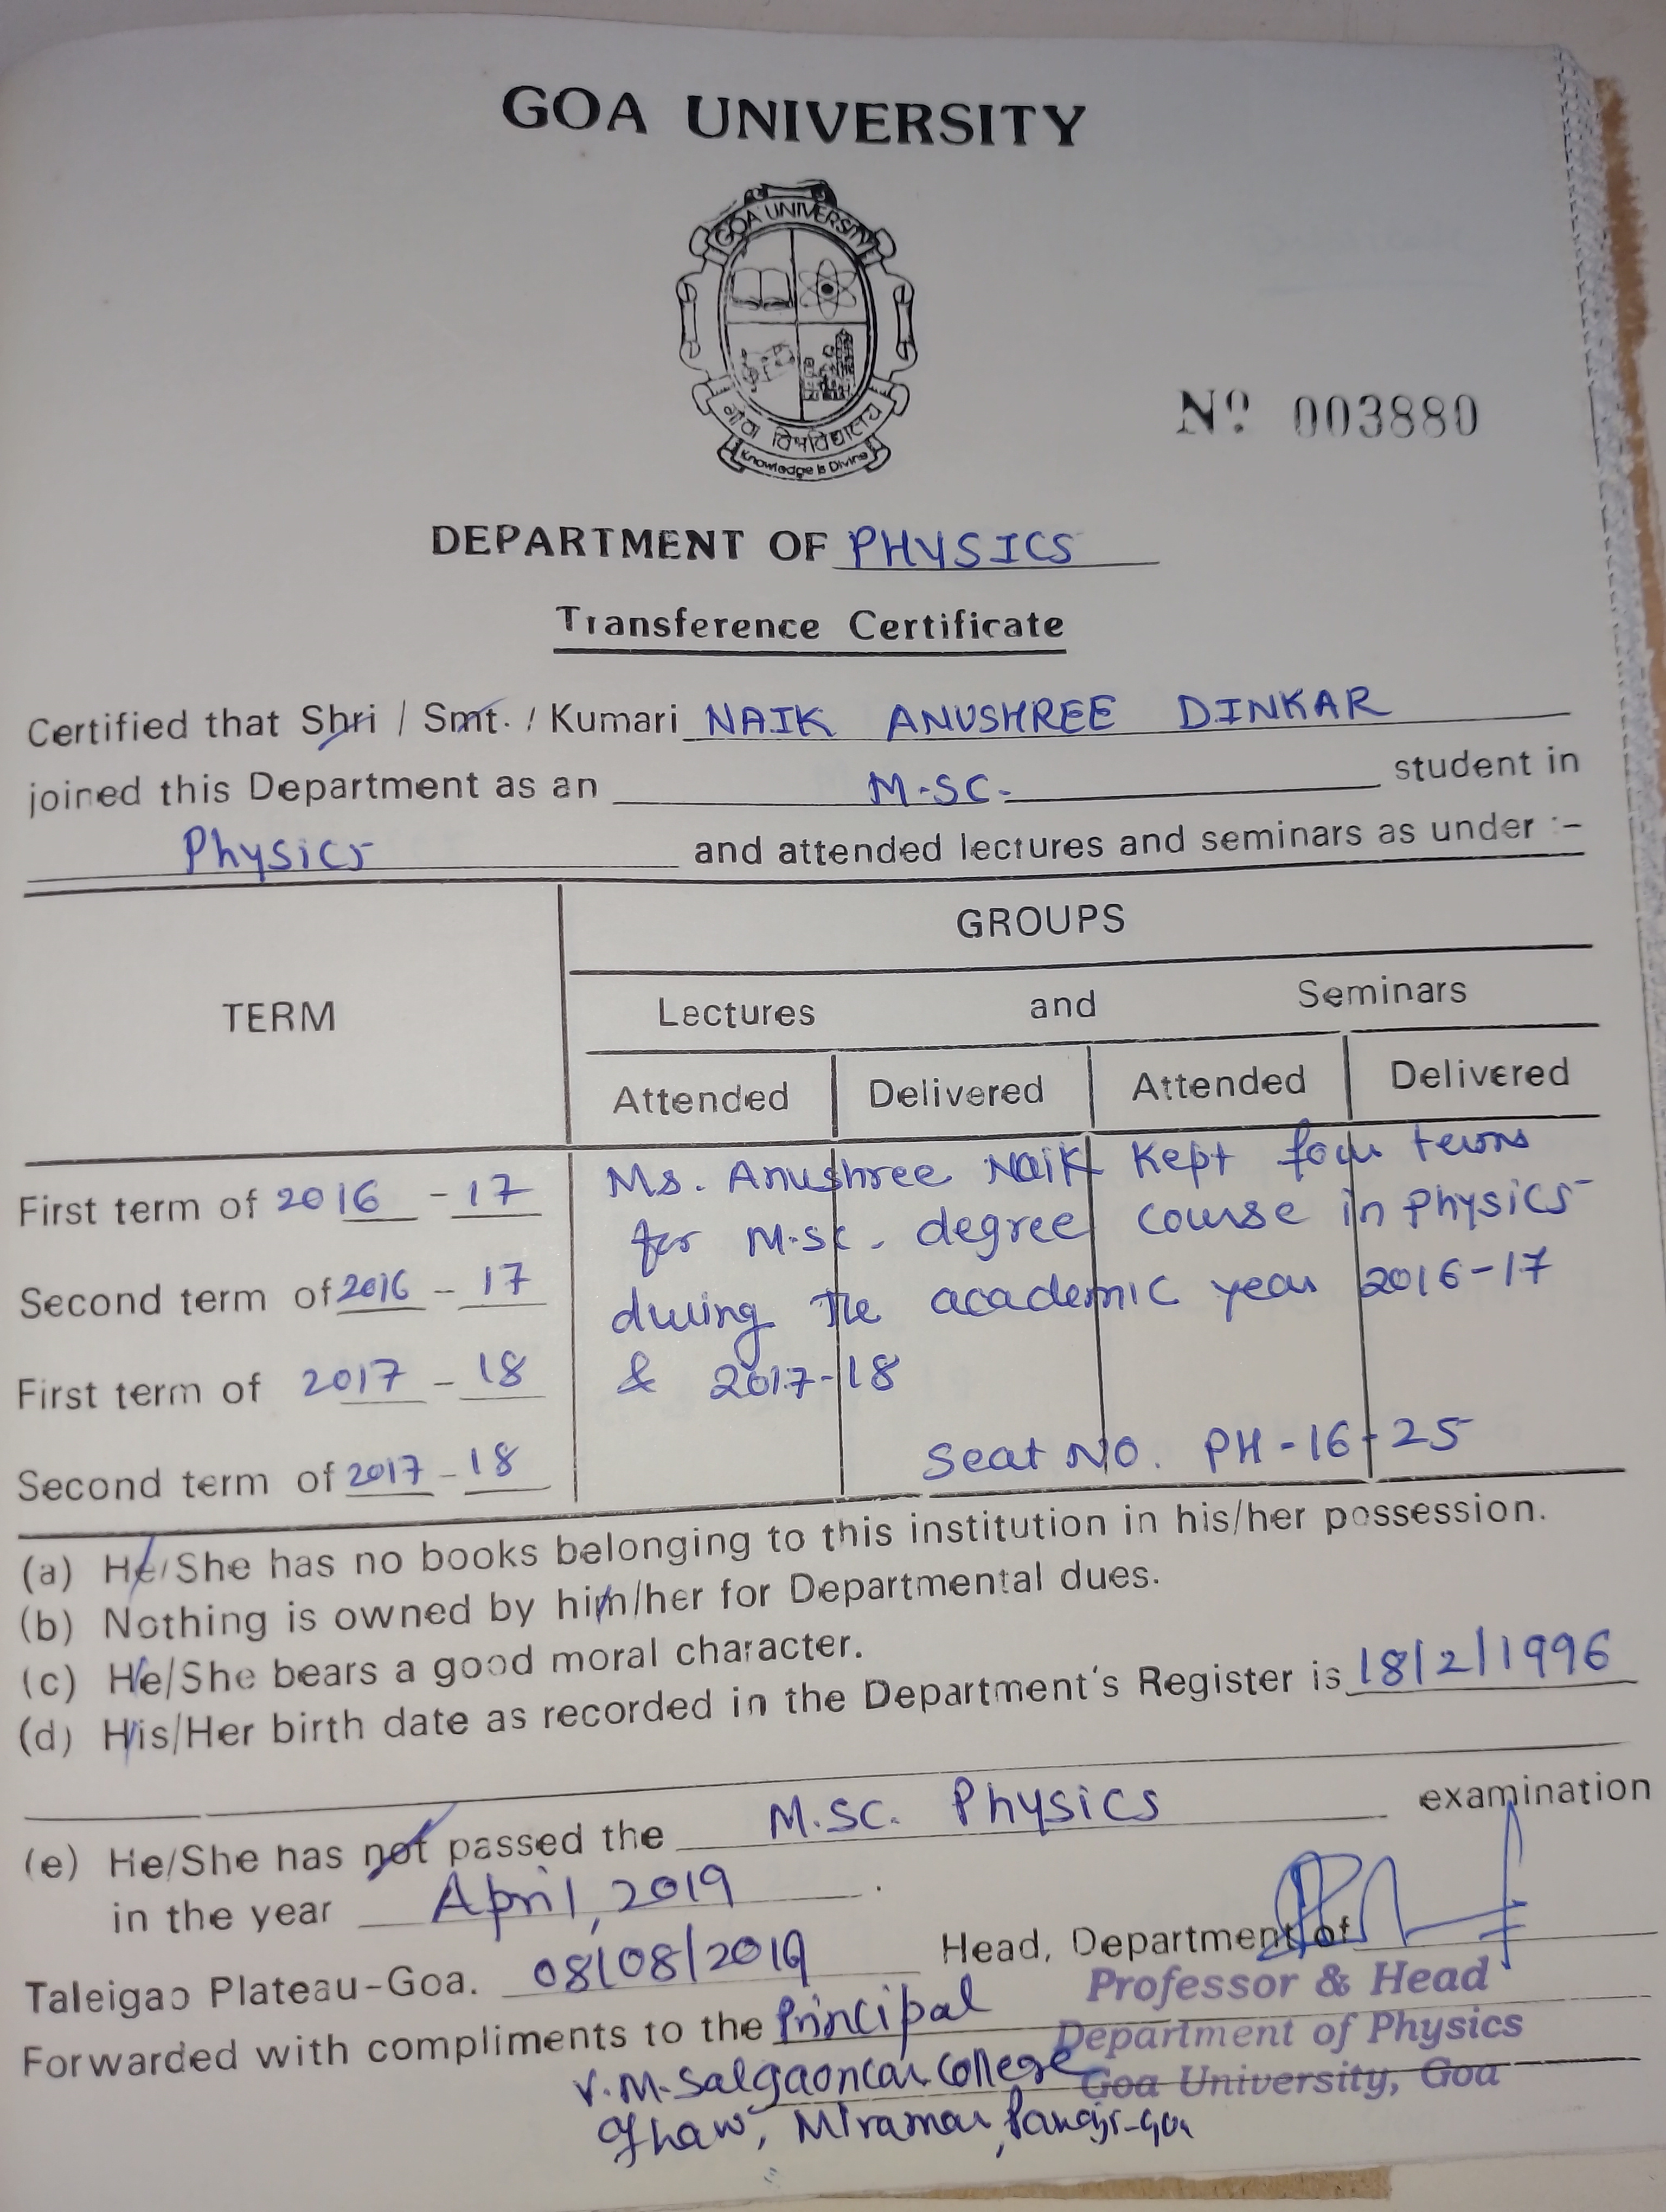 GOA UNIVERSITY
GOA UNIVERSITY
गोंय विश्वविद्यालय
Knowledge is Divine
Nº 003880
DEPARTMENT OF PHYSICS
Transference Certificate
Certified that Shri / Smt. / Kumari NAIK ANUSHREE DINKAR
joined this Department as an M.SC. student in
Physics and attended lectures and seminars as under :-
GROUPS
TERM Lectures and Seminars
Attended Delivered Attended Delivered
First term of 2016 - 17
Second term of 2016 - 17
First term of 2017 - 18
Second term of 2017 - 18
Ms. Anushree Naik Kept four terms
for M.sc. degree course in Physics
during the academic year 2016-17
& 2017-18
Seat NO. PH-16-25
(a) He/She has no books belonging to this institution in his/her possession.
(b) Nothing is owned by him/her for Departmental dues.
(c) He/She bears a good moral character.
(d) His/Her birth date as recorded in the Department's Register is 18/2/1996
(e) He/She has not passed the M.SC. Physics examination
in the year April, 2019.
Taleigao Plateau-Goa. 08/08/2019 Head, Department of
Professor & Head
Forwarded with compliments to the Principal
Department of Physics
V.M. Salgaoncar College
Goa University, Goa
of Law, Miramar, Panaji-Goa